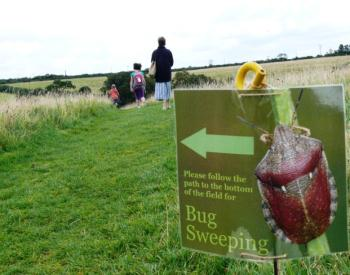 Please follow the
path to the bottom
of the field for
Bug
Sweeping